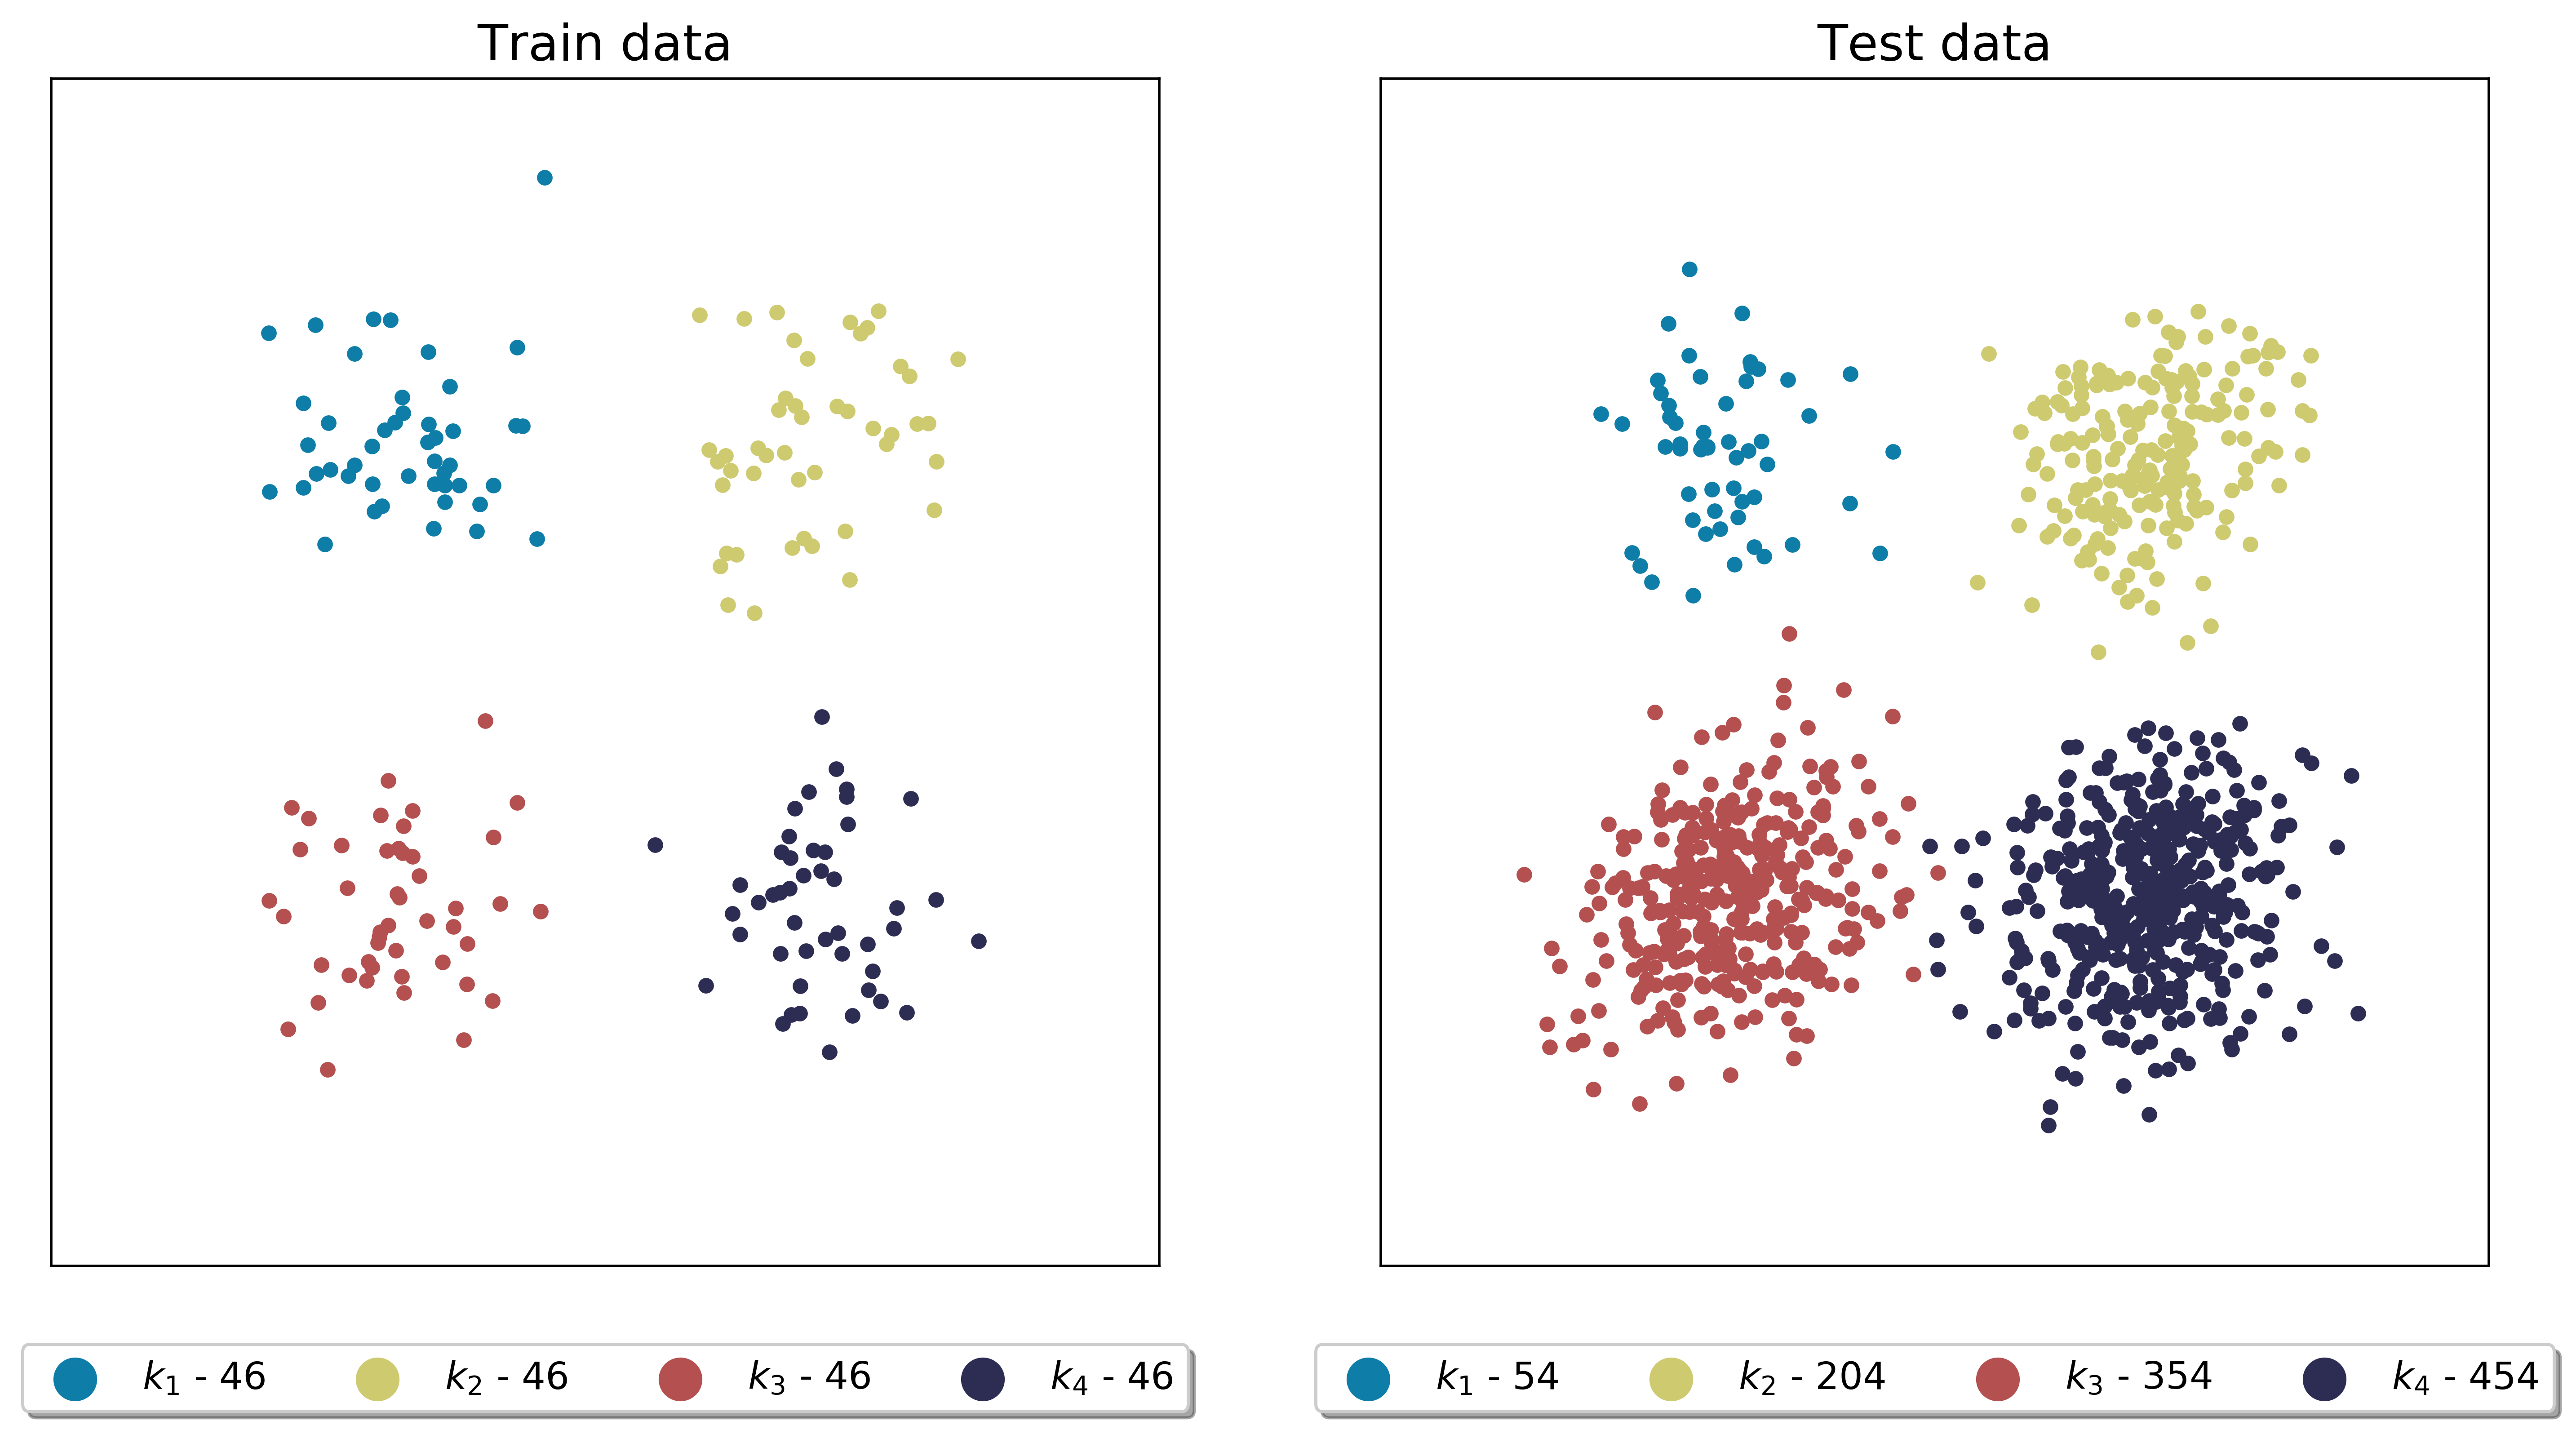 Train data
Test data
k₁ - 46 k₂ - 46 k₃ - 46 k₄ - 46
k₁ - 54 k₂ - 204 k₃ - 354 k₄ - 454